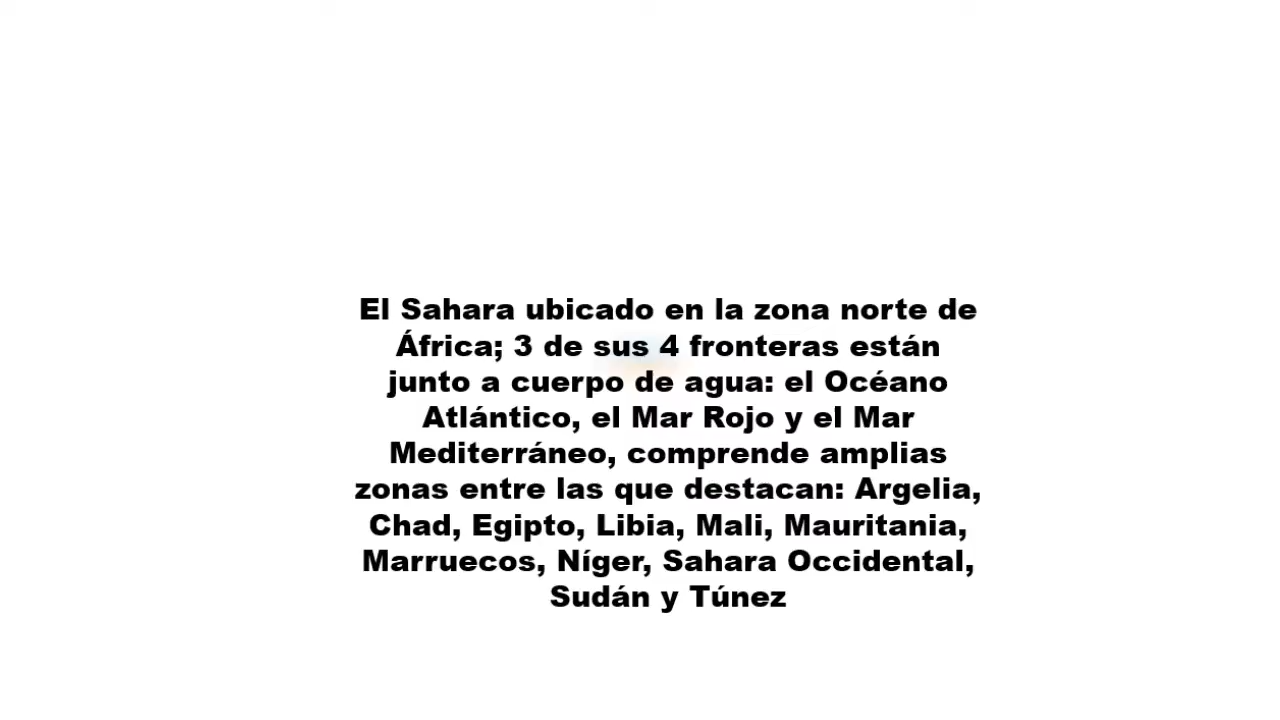 El Sahara ubicado en la zona norte de
África; 3 de sus 4 fronteras están
junto a cuerpo de agua: el Océano
Atlántico, el Mar Rojo y el Mar
Mediterráneo, comprende amplias
zonas entre las que destacan: Argelia,
Chad, Egipto, Libia, Mali, Mauritania,
Marruecos, Níger, Sahara Occidental,
Sudán y Túnez